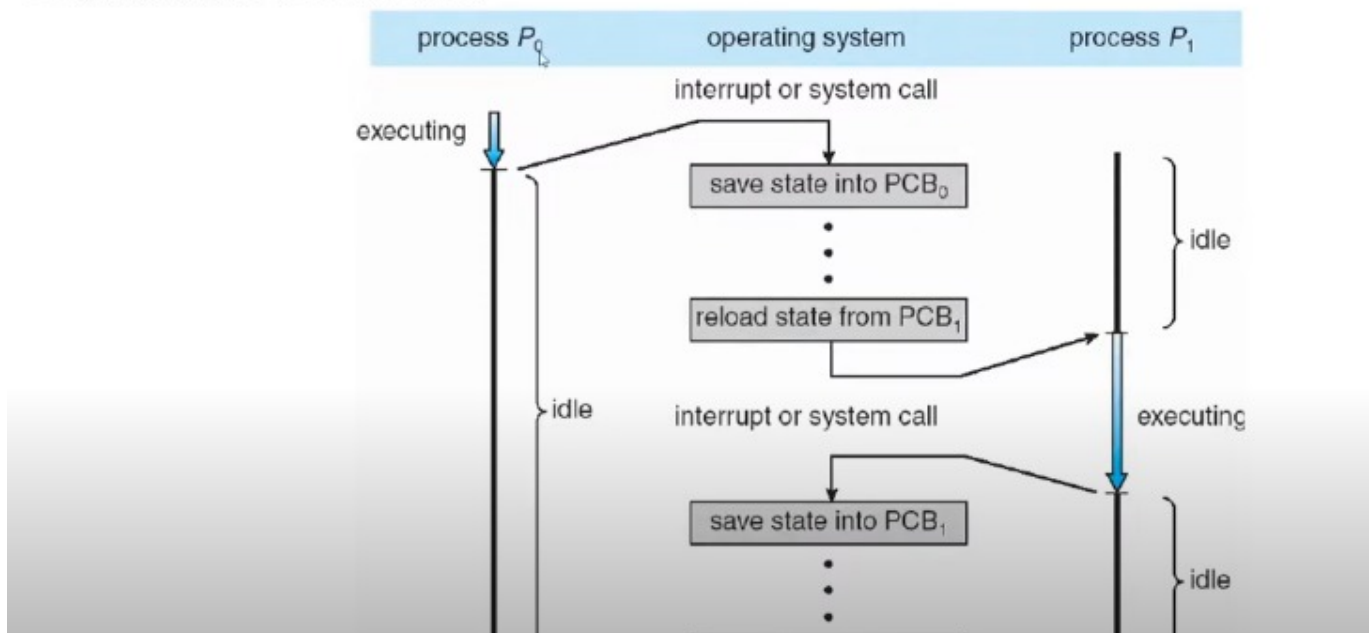 process P₀ operating system process P₁
interrupt or system call
executing
save state into PCB₀
idle
reload state from PCB₁
idle
interrupt or system call
executing
save state into PCB₁
idle